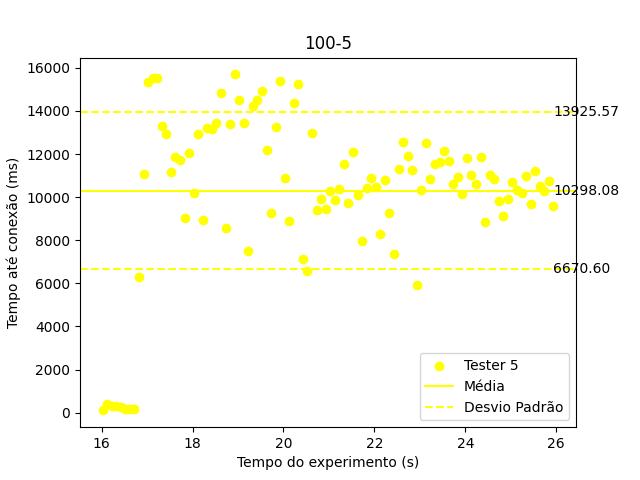 100-5
Tempo até conexão (ms)
16000
14000
12000
10000
8000
6000
4000
2000
0
13925.57
10298.08
6670.60
Tester 5
Média
Desvio Padrão
16 18 20 22 24 26
Tempo do experimento (s)